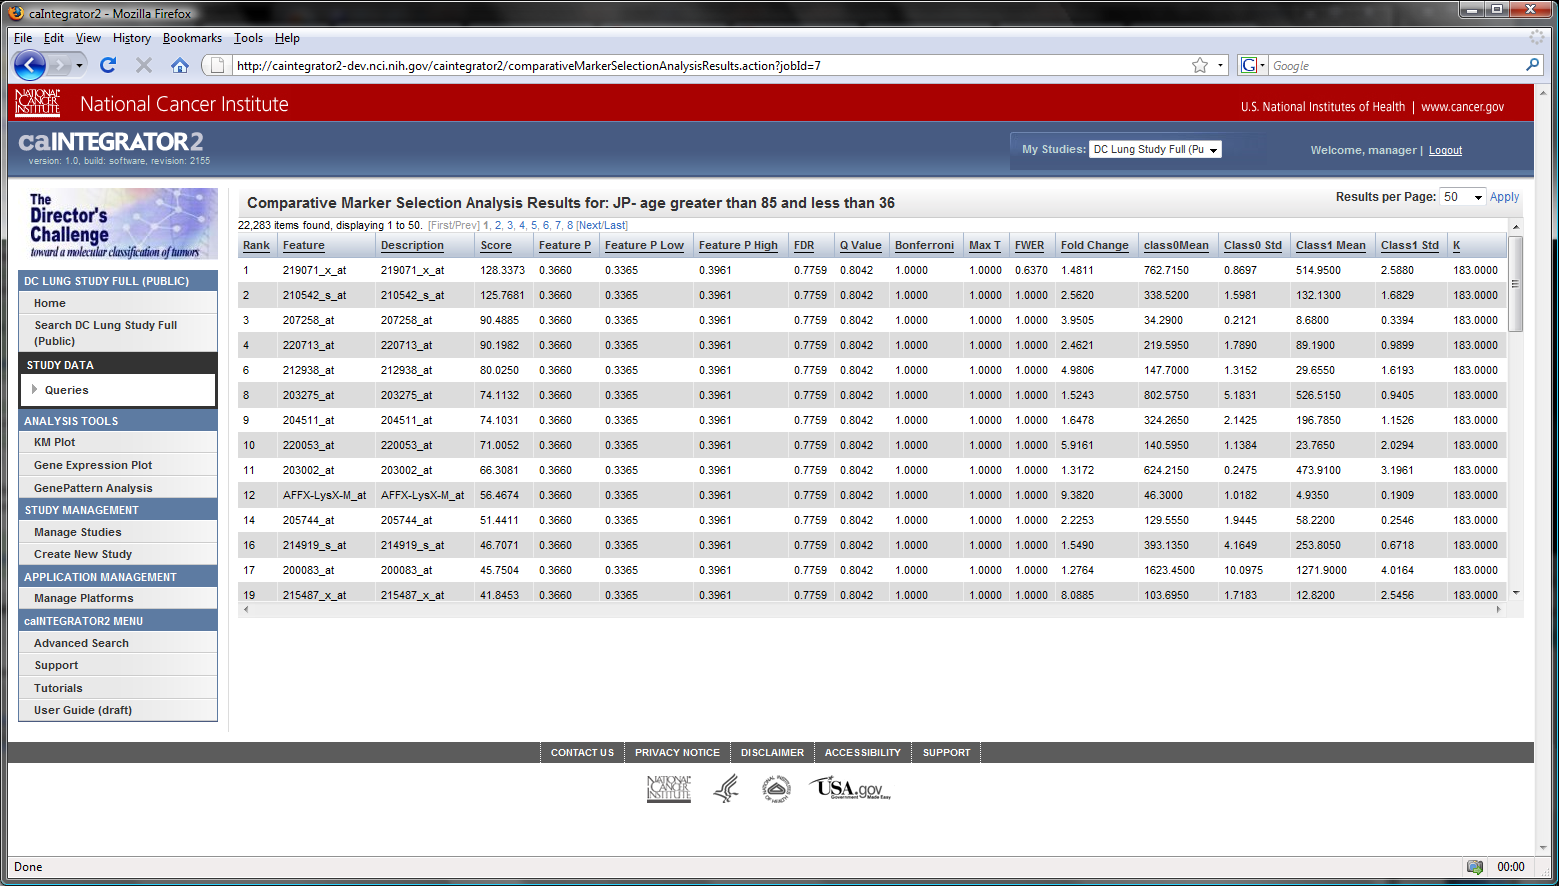 caIntegrator2 - Mozilla Firefox
File Edit View History Bookmarks Tools Help
http://caintegrator2-dev.nci.nih.gov/caintegrator2/comparativeMarkerSelectionAnalysisResults.action?jobId=7
G Google
NATIONAL CANCER INSTITUTE National Cancer Institute
U.S. National Institutes of Health | www.cancer.gov
caINTEGRATOR2
version: 1.0, build: software, revision: 2155
My Studies: DC Lung Study Full (Pu
Welcome, manager | Logout
The
Director's
Challenge
toward a molecular classification of tumors
DC LUNG STUDY FULL (PUBLIC)
Home
Search DC Lung Study Full
(Public)
STUDY DATA
Queries
ANALYSIS TOOLS
KM Plot
Gene Expression Plot
GenePattern Analysis
STUDY MANAGEMENT
Manage Studies
Create New Study
APPLICATION MANAGEMENT
Manage Platforms
caINTEGRATOR2 MENU
Advanced Search
Support
Tutorials
User Guide (draft)
Comparative Marker Selection Analysis Results for: JP- age greater than 85 and less than 36
Results per Page: 50 Apply
22,283 items found, displaying 1 to 50. [First/Prev] 1, 2, 3, 4, 5, 6, 7, 8 [Next/Last]
Rank Feature Description Score Feature P Feature P Low Feature P High FDR Q Value Bonferroni Max T FWER Fold Change class0Mean Class0 Std Class1 Mean Class1 Std K
1 219071_x_at 219071_x_at 128.3373 0.3660 0.3365 0.3961 0.7759 0.8042 1.0000 1.0000 0.6370 1.4811 762.7150 0.8697 514.9500 2.5880 183.0000
2 210542_s_at 210542_s_at 125.7681 0.3660 0.3365 0.3961 0.7759 0.8042 1.0000 1.0000 1.0000 2.5620 338.5200 1.5981 132.1300 1.6829 183.0000
3 207258_at 207258_at 90.4885 0.3660 0.3365 0.3961 0.7759 0.8042 1.0000 1.0000 1.0000 3.9505 34.2900 0.2121 8.6800 0.3394 183.0000
4 220713_at 220713_at 90.1982 0.3660 0.3365 0.3961 0.7759 0.8042 1.0000 1.0000 1.0000 2.4621 219.5950 1.7890 89.1900 0.9899 183.0000
6 212938_at 212938_at 80.0250 0.3660 0.3365 0.3961 0.7759 0.8042 1.0000 1.0000 1.0000 4.9806 147.7000 1.3152 29.6550 1.6193 183.0000
8 203275_at 203275_at 74.1132 0.3660 0.3365 0.3961 0.7759 0.8042 1.0000 1.0000 1.0000 1.5243 802.5750 5.1831 526.5150 0.9405 183.0000
9 204511_at 204511_at 74.1031 0.3660 0.3365 0.3961 0.7759 0.8042 1.0000 1.0000 1.0000 1.6478 324.2650 2.1425 196.7850 1.1526 183.0000
10 220053_at 220053_at 71.0052 0.3660 0.3365 0.3961 0.7759 0.8042 1.0000 1.0000 1.0000 5.9161 140.5950 1.1384 23.7650 2.0294 183.0000
11 203002_at 203002_at 66.3081 0.3660 0.3365 0.3961 0.7759 0.8042 1.0000 1.0000 1.0000 1.3172 624.2150 0.2475 473.9100 3.1961 183.0000
12 AFFX-LysX-M_at AFFX-LysX-M_at 56.4674 0.3660 0.3365 0.3961 0.7759 0.8042 1.0000 1.0000 1.0000 9.3820 46.3000 1.0182 4.9350 0.1909 183.0000
14 205744_at 205744_at 51.4411 0.3660 0.3365 0.3961 0.7759 0.8042 1.0000 1.0000 1.0000 2.2253 129.5550 1.9445 58.2200 0.2546 183.0000
16 214919_s_at 214919_s_at 46.7071 0.3660 0.3365 0.3961 0.7759 0.8042 1.0000 1.0000 1.0000 1.5490 393.1350 4.1649 253.8050 0.6718 183.0000
17 200083_at 200083_at 45.7504 0.3660 0.3365 0.3961 0.7759 0.8042 1.0000 1.0000 1.0000 1.2764 1623.4500 10.0975 1271.9000 4.0164 183.0000
19 215487_x_at 215487_x_at 41.8453 0.3660 0.3365 0.3961 0.7759 0.8042 1.0000 1.0000 1.0000 8.0885 103.6950 1.7183 12.8200 2.5456 183.0000
CONTACT US PRIVACY NOTICE DISCLAIMER ACCESSIBILITY SUPPORT
NATIONAL CANCER INSTITUTE
USA.gov
Government Made Easy
Done
00:00